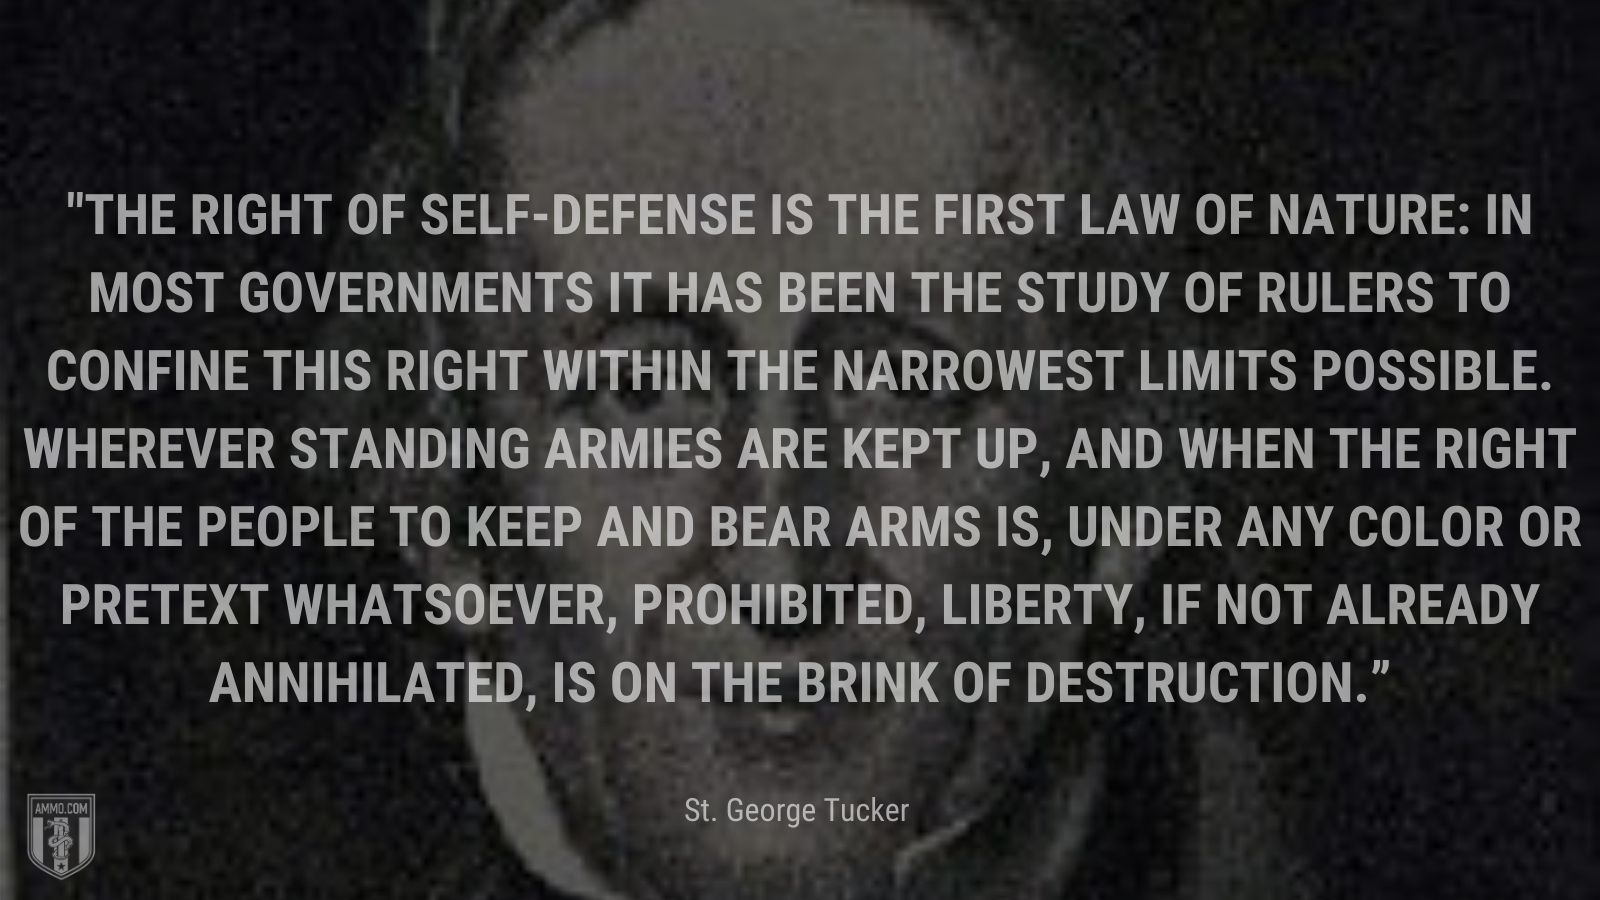 "THE RIGHT OF SELF-DEFENSE IS THE FIRST LAW OF NATURE: IN
MOST GOVERNMENTS IT HAS BEEN THE STUDY OF RULERS TO
CONFINE THIS RIGHT WITHIN THE NARROWEST LIMITS POSSIBLE.
WHEREVER STANDING ARMIES ARE KEPT UP, AND WHEN THE RIGHT
OF THE PEOPLE TO KEEP AND BEAR ARMS IS, UNDER ANY COLOR OR
PRETEXT WHATSOEVER, PROHIBITED, LIBERTY, IF NOT ALREADY
ANNIHILATED, IS ON THE BRINK OF DESTRUCTION.”
St. George Tucker
AMMO.COM